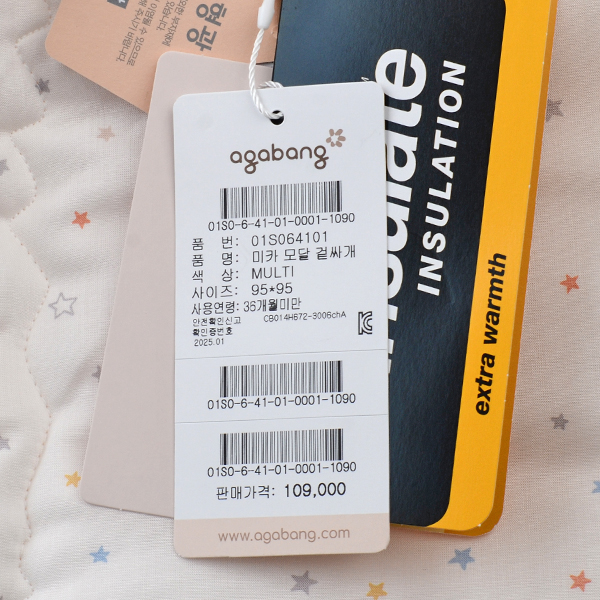 형광
agabang
01S0-6-41-01-0001-1090
품 번: 01S064101
품 명: 미카 모달 겉싸개
색 상: MULTI
사이즈: 95*95
사용연령: 36개월미만
안전확인신고
확인증번호
CB014H672-3006chA
2025.01
01S0-6-41-01-0001-1090
01S0-6-41-01-0001-1090
판매가격: 109,000
www.agabang.com
INSULATION
extra warmth